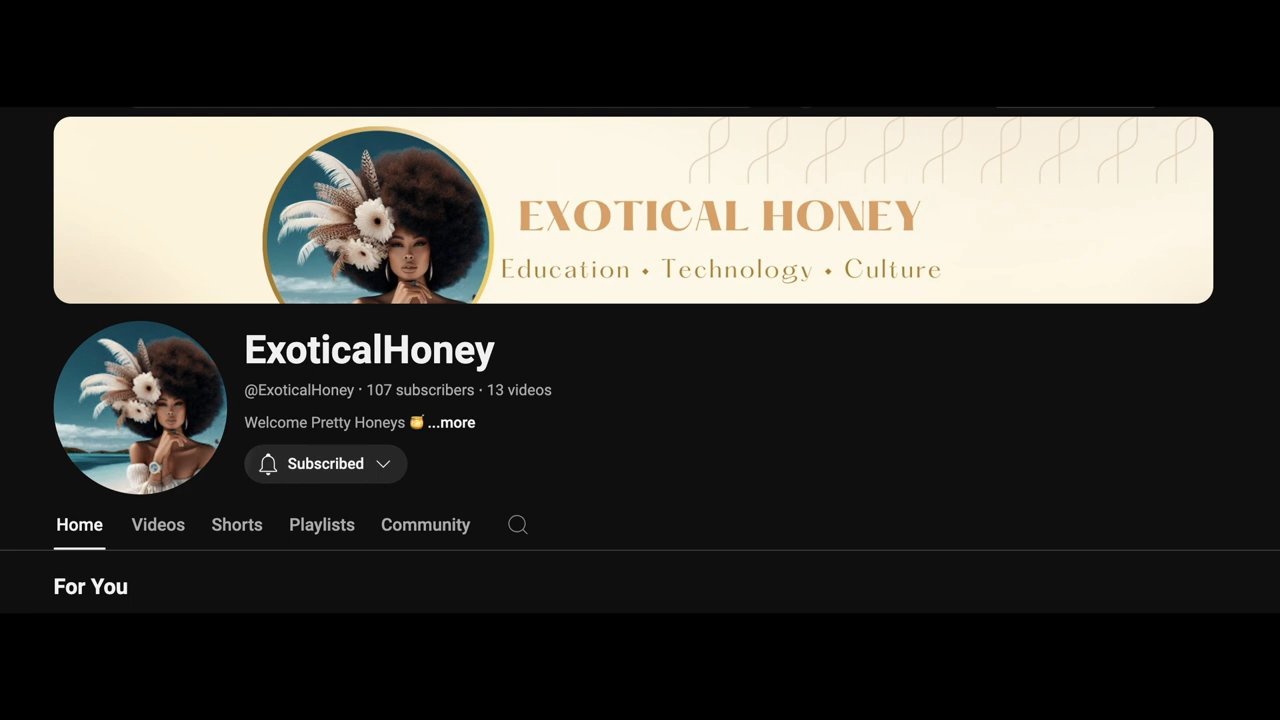 EXOTICAL HONEY
Education • Technology • Culture
ExoticalHoney
@ExoticalHoney · 107 subscribers · 13 videos
Welcome Pretty Honeys 🍯 ...more
Subscribed
Home Videos Shorts Playlists Community
For You